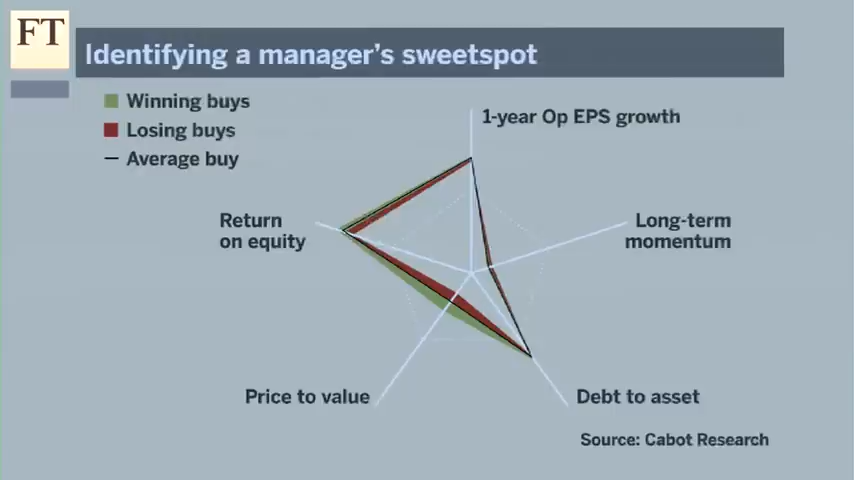 FT
Identifying a manager's sweetspot
Winning buys
Losing buys
Average buy
1-year Op EPS growth
Return
on equity
Long-term
momentum
Price to value
Debt to asset
Source: Cabot Research